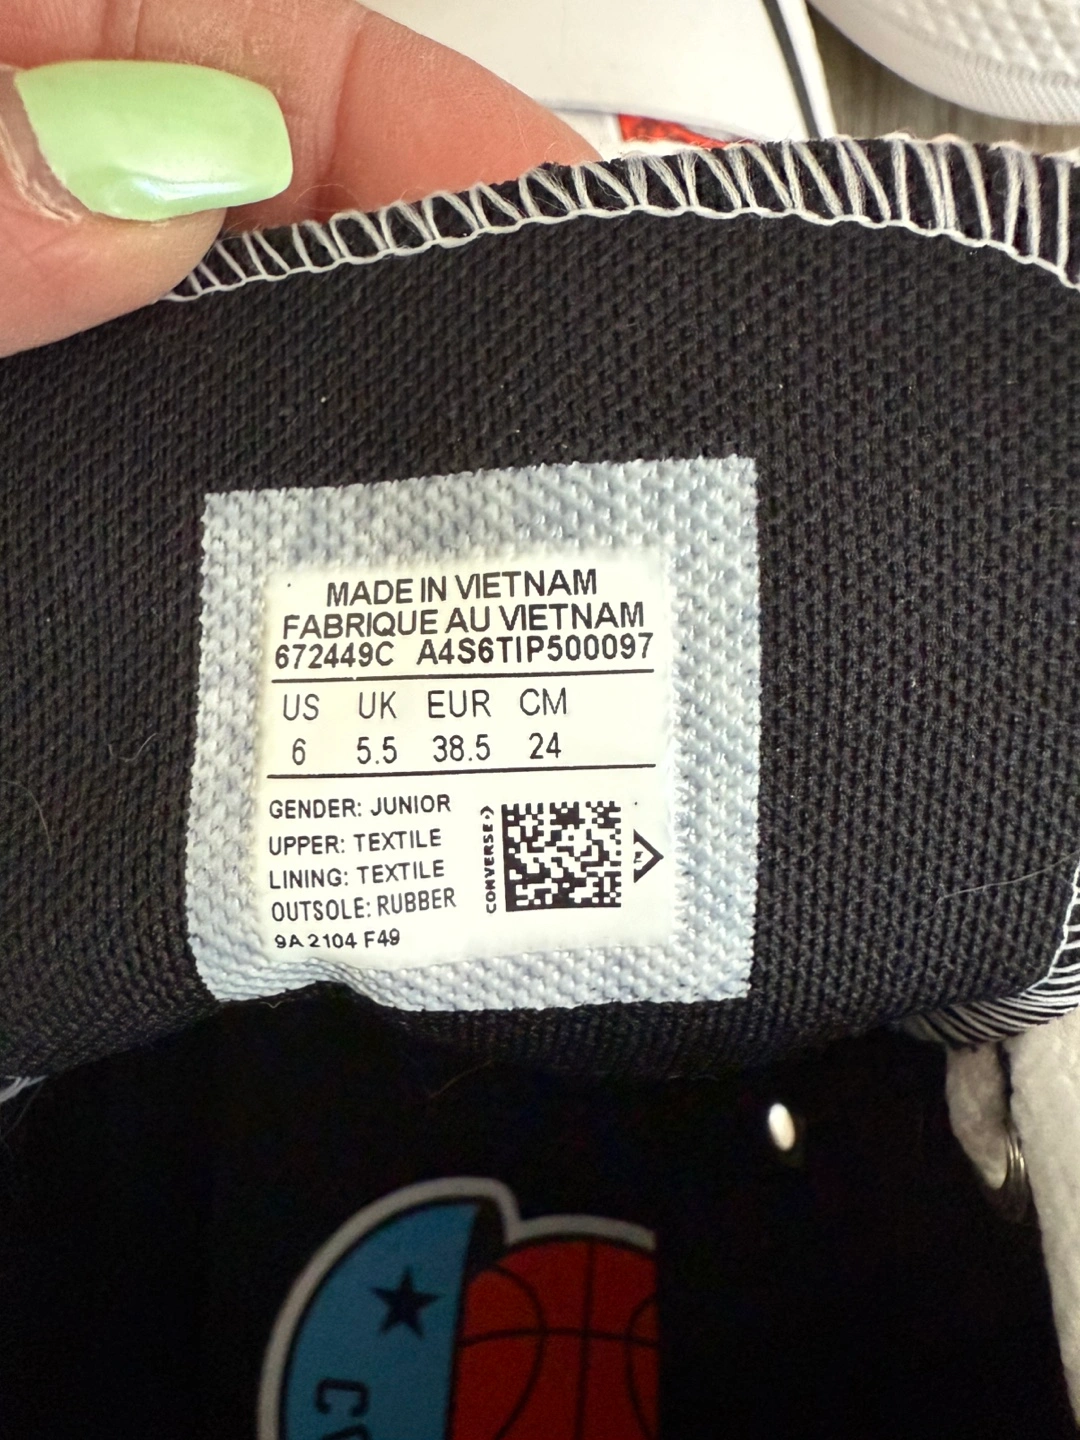 MADE IN VIETNAM
FABRIQUE AU VIETNAM
672449C A4S6TIP500097
US UK EUR CM
6 5.5 38.5 24
GENDER: JUNIOR
UPPER: TEXTILE
LINING: TEXTILE
OUTSOLE: RUBBER
9A 2104 F49
CONVERSE